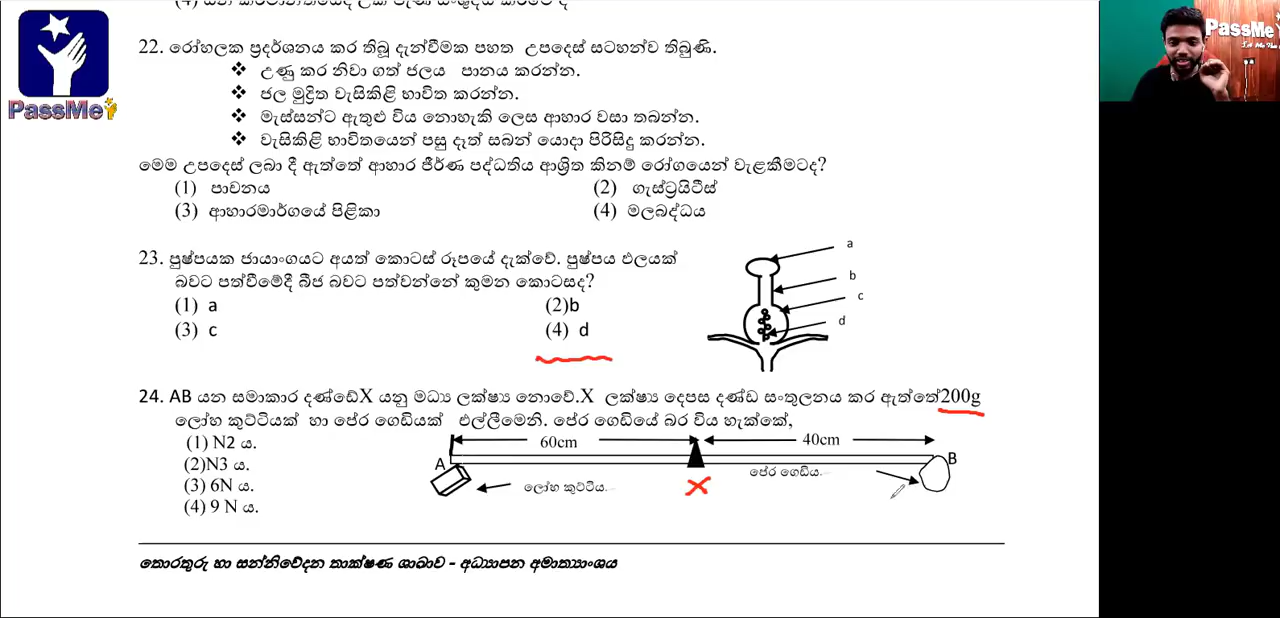 22. රෝහලක ප්‍රදර්ශනය කර තිබූ දැන්වීමක පහත උපදෙස් සටහන්ව තිබුණි.
❖ උණු කර නිවා ගත් ජලය පානය කරන්න.
❖ ජල මුද්‍රිත වැසිකිළි භාවිත කරන්න.
❖ මැස්සන්ට ඇතුළු විය නොහැකි ලෙස ආහාර වසා තබන්න.
❖ වැසිකිළි භාවිතයෙන් පසු දෑත් සබන් යොදා පිරිසිදු කරන්න.
මෙම උපදෙස් ලබා දී ඇත්තේ ආහාර ජීර්ණ පද්ධතිය ආශ්‍රිත කිනම් රෝගයෙන් වැළකීමටද?
(1) පාචනය (2) ගැස්ට්‍රයිටීස්
(3) ආහාරමාර්ගයේ පිළිකා (4) මලබද්ධය
23. පුෂ්පයක ජායාංගයට අයත් කොටස් රූපයේ දැක්වේ. පුෂ්පය ඵලයක්
බවට පත්වීමේදී බීජ බවට පත්වන්නේ කුමන කොටසද?
(1) a (2)b
(3) c (4) d
a
b
c
d
24. AB යන සමාකාර දණ්ඩේX යනු මධ්‍ය ලක්ෂ්‍ය නොවේ.X ලක්ෂ්‍ය දෙපස දණ්ඩ සංතුලනය කර ඇත්තේ200g
ලෝහ කුට්ටියක් හා පේර ගෙඩියක් එල්ලීමෙනි. පේර ගෙඩියේ බර විය හැක්කේ,
(1) N2 ය.
(2)N3 ය.
(3) 6N ය.
(4) 9 N ය.
60cm 40cm
A B
ලෝහ කුට්ටිය පේර ගෙඩිය
X
තොරතුරු හා සන්නිවේදන තාක්ෂණ ශාඛාව - අධ්‍යාපන අමාත්‍යාංශය
PassMe
PassMe